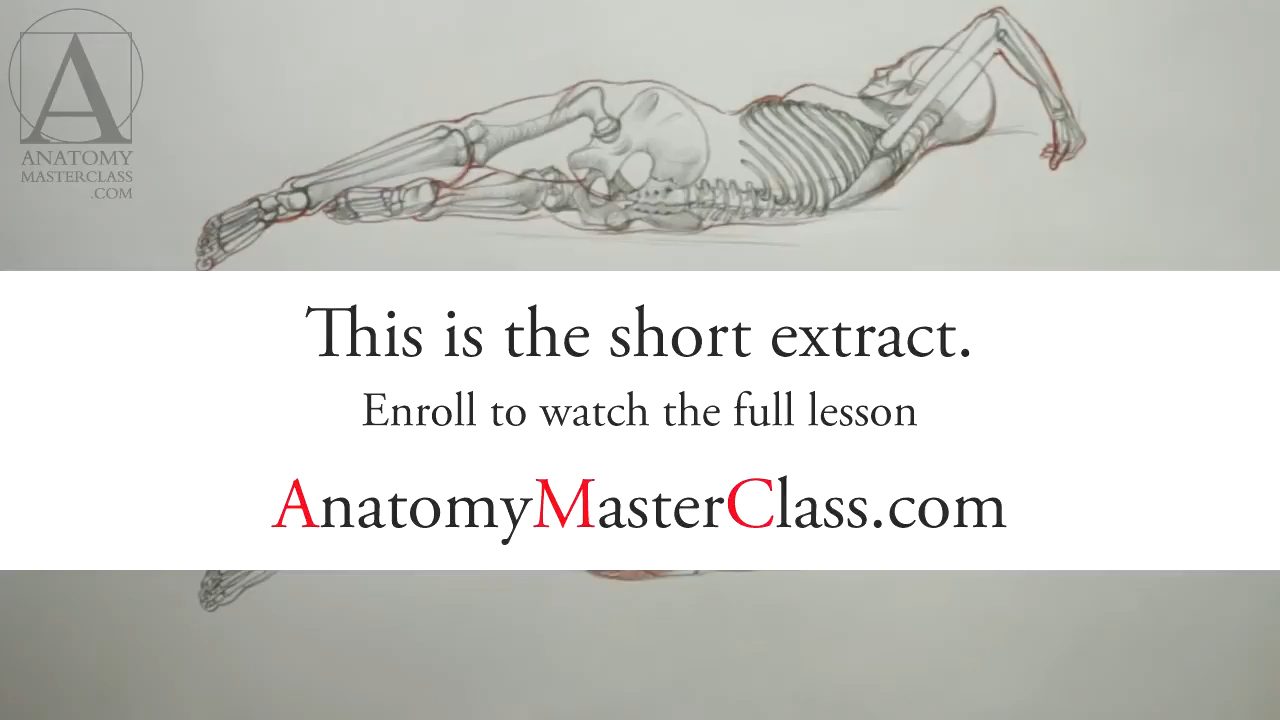 A
ANATOMY
MASTERCLASS
.COM
This is the short extract.
Enroll to watch the full lesson
AnatomyMasterClass.com